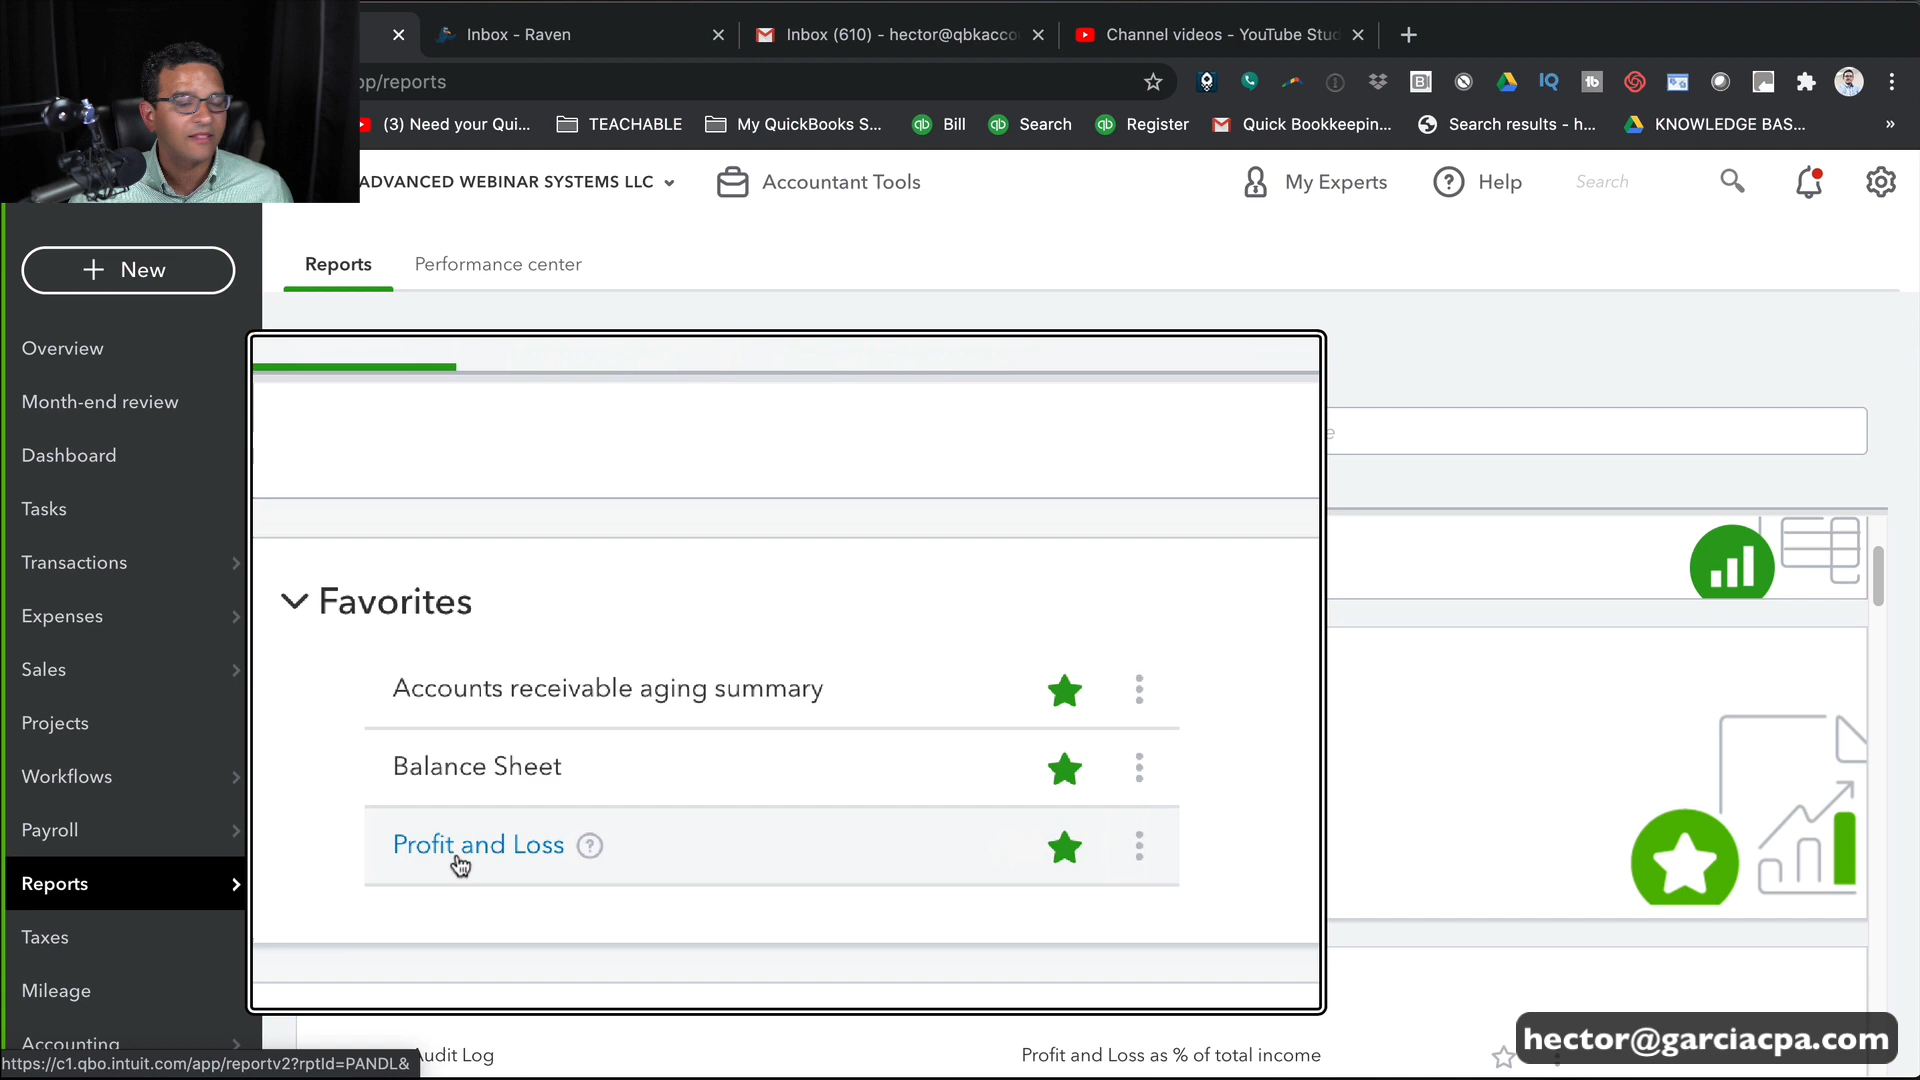 Inbox - Raven
Inbox (610) - hector@qbkacco
Channel videos - YouTube Stud
pp/reports
(3) Need your Qui...
TEACHABLE
My QuickBooks S...
Bill
Search
Register
Quick Bookkeepin...
Search results - h...
KNOWLEDGE BAS...
»
ADVANCED WEBINAR SYSTEMS LLC
Accountant Tools
My Experts
Help
Search
New
Reports
Performance center
Overview
Month-end review
Dashboard
Tasks
Transactions
Expenses
Sales
Projects
Workflows
Payroll
Reports
Taxes
Mileage
Accounting
e
Favorites
Accounts receivable aging summary
Balance Sheet
Profit and Loss
Audit Log
Profit and Loss as % of total income
https://c1.qbo.intuit.com/app/reportv2?rptId=PANDL&
hector@garciacpa.com